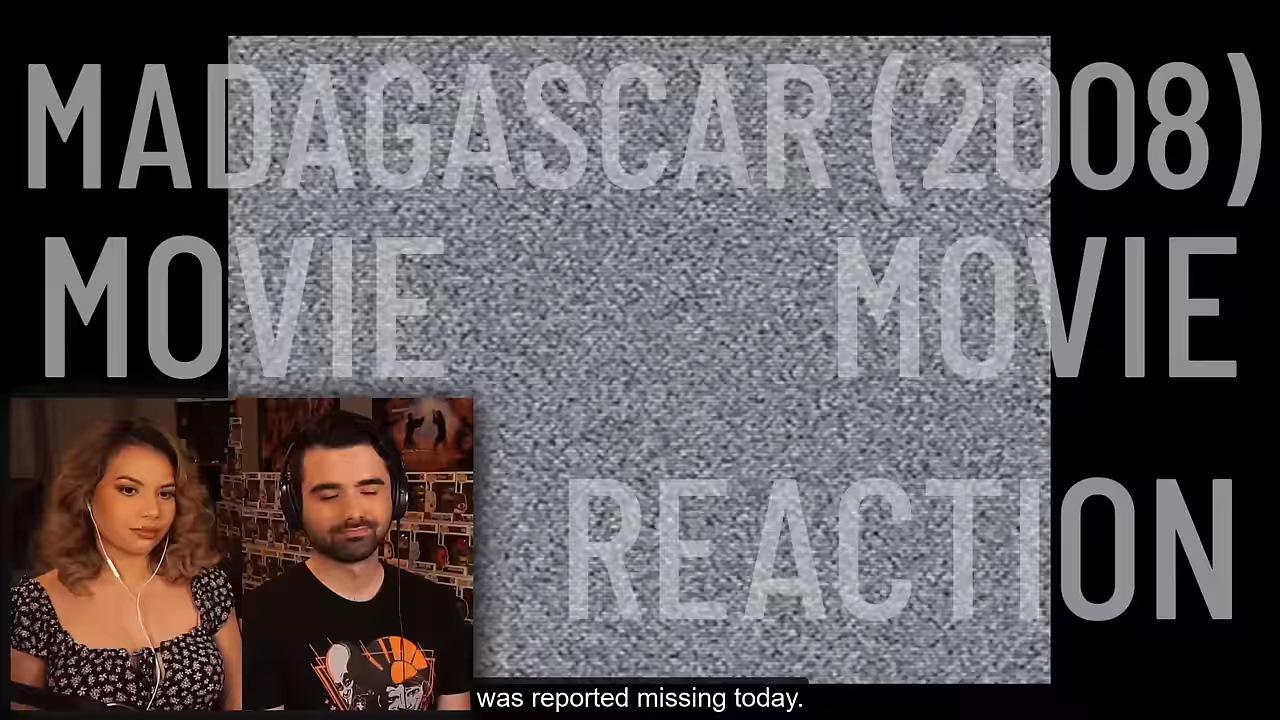 MADAGASCAR (2008)
MOVIE MOVIE
REACTION
was reported missing today.